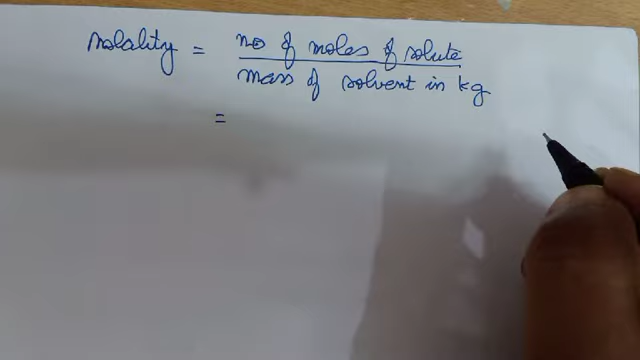 Molality = no of moles of solute
mass of solvent in kg
=